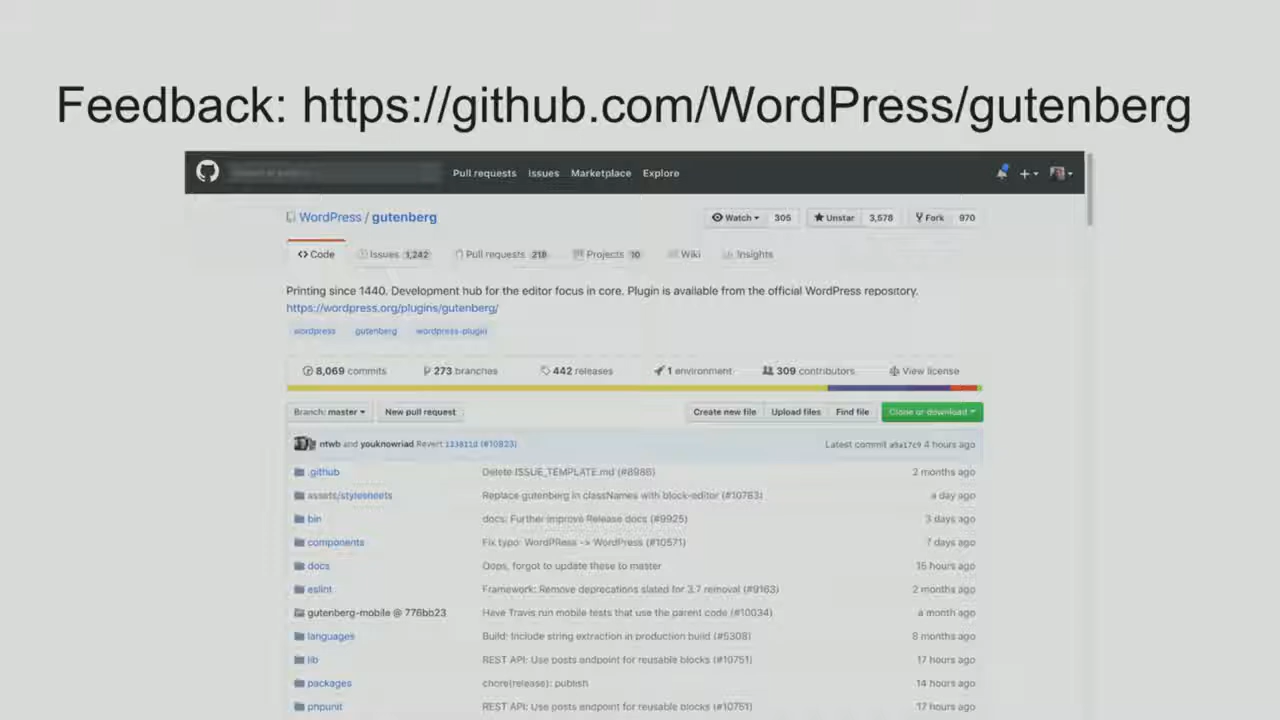 Feedback: https://github.com/WordPress/gutenberg
Pull requests Issues Marketplace Explore
WordPress / gutenberg Watch 305 Unstar 3,578 Fork 970
Code Issues 1,242 Pull requests 218 Projects 10 Wiki Insights
Printing since 1440. Development hub for the editor focus in core. Plugin is available from the official WordPress repository.
https://wordpress.org/plugins/gutenberg/
wordpress gutenberg wordpress-plugin
8,069 commits 273 branches 442 releases 1 environment 309 contributors View license
Branch: master New pull request Create new file Upload files Find file Clone or download
ntwb and youknowriad Revert (#10823) Latest commit 4 hours ago
.github Delete ISSUE_TEMPLATE.md (#8986) 2 months ago
assets/stylesheets Replace gutenberg in classNames with block-editor (#10763) a day ago
bin docs: Further improve Release docs (#9925) 3 days ago
components Fix typo: WordPRess -> WordPress (#10571) 7 days ago
docs Oops, forgot to update these to master 15 hours ago
eslint Framework: Remove deprecations slated for 3.7 removal (#9163) 2 months ago
gutenberg-mobile @ 776bb23 Have Travis run mobile tests that use the parent code (#10034) a month ago
languages Build: Include string extraction in production build (#5308) 8 months ago
lib REST API: Use posts endpoint for reusable blocks (#10751) 17 hours ago
packages chore(release): publish 14 hours ago
phpunit REST API: Use posts endpoint for reusable blocks (#10751) 17 hours ago